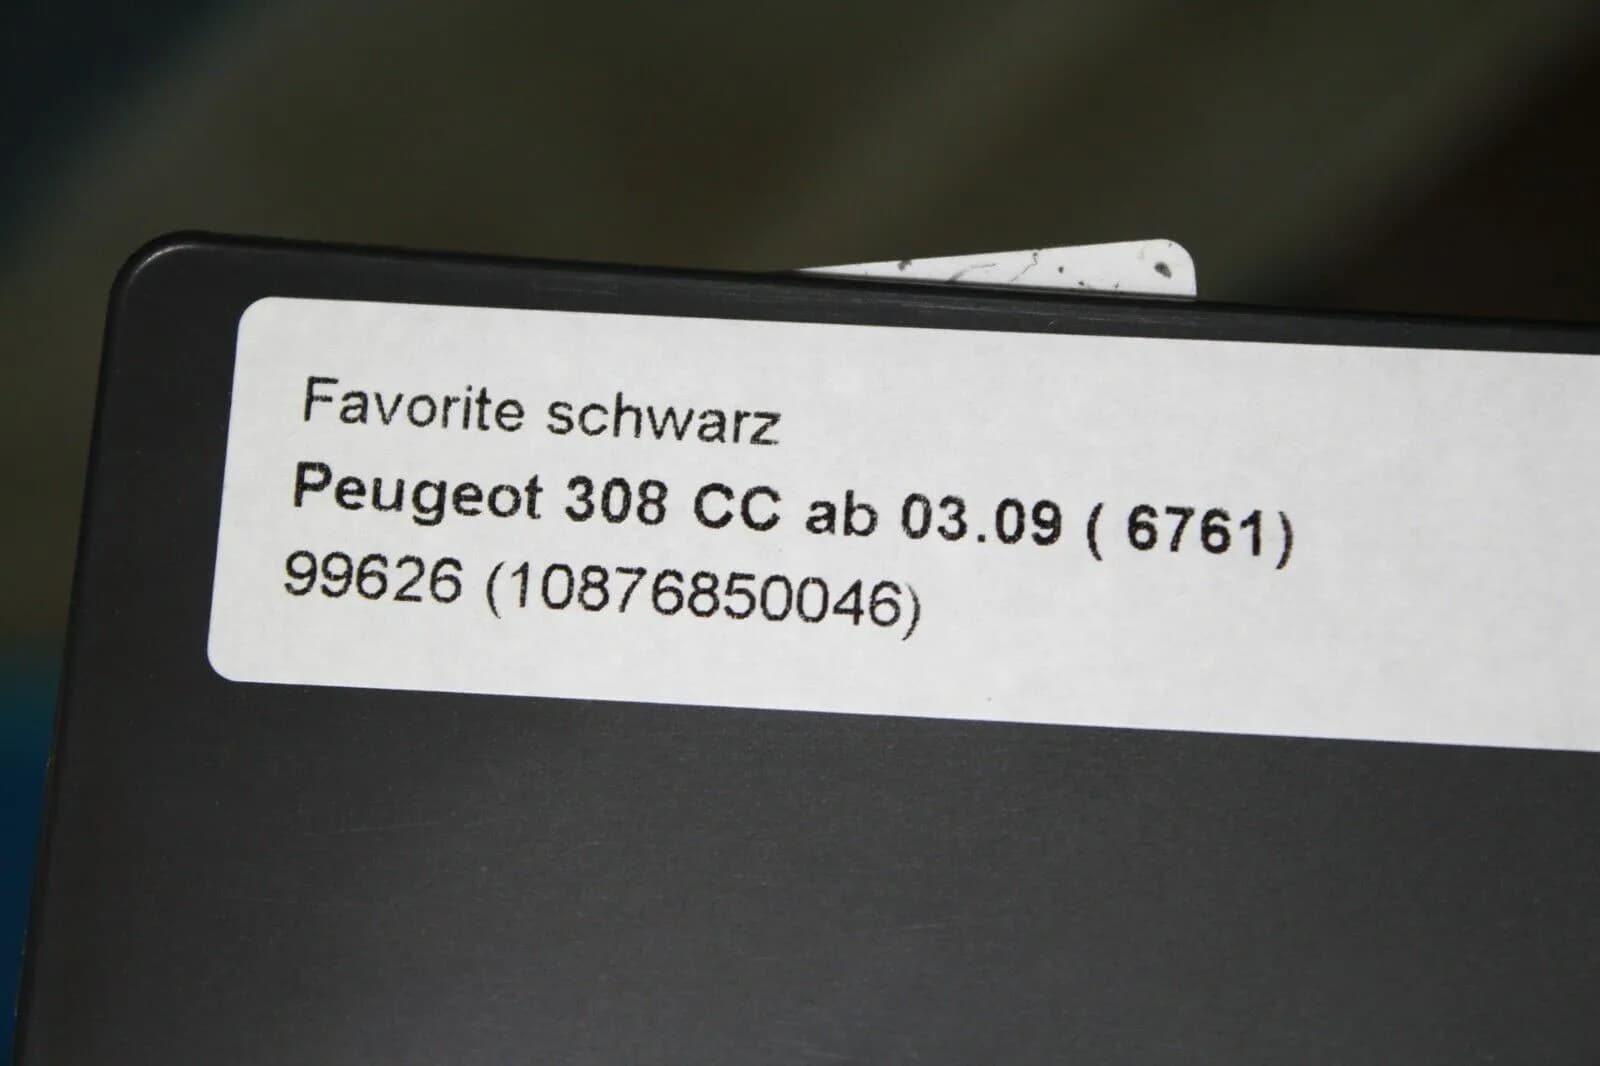 Favorite schwarz
Peugeot 308 CC ab 03.09 ( 6761)
99626 (10876850046)